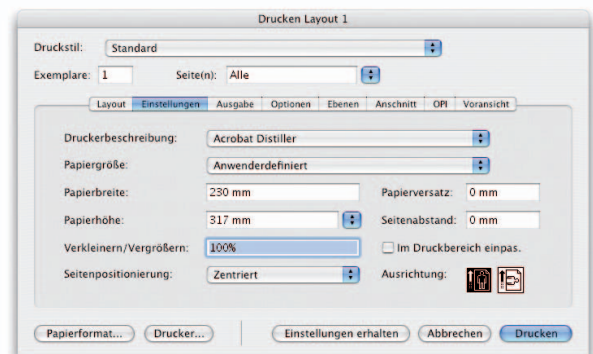 Drucken Layout 1
Druckstil: Standard
Exemplare: 1 Seite(n): Alle
Layout Einstellungen Ausgabe Optionen Ebenen Anschnitt OPI Voransicht
Druckerbeschreibung: Acrobat Distiller
Papiergröße: Anwenderdefiniert
Papierbreite: 230 mm Papierversatz: 0 mm
Papierhöhe: 317 mm Seitenabstand: 0 mm
Verkleinern/Vergrößern: 100% Im Druckbereich einpas.
Seitenpositionierung: Zentriert Ausrichtung:
Papierformat... Drucker... Einstellungen erhalten Abbrechen Drucken